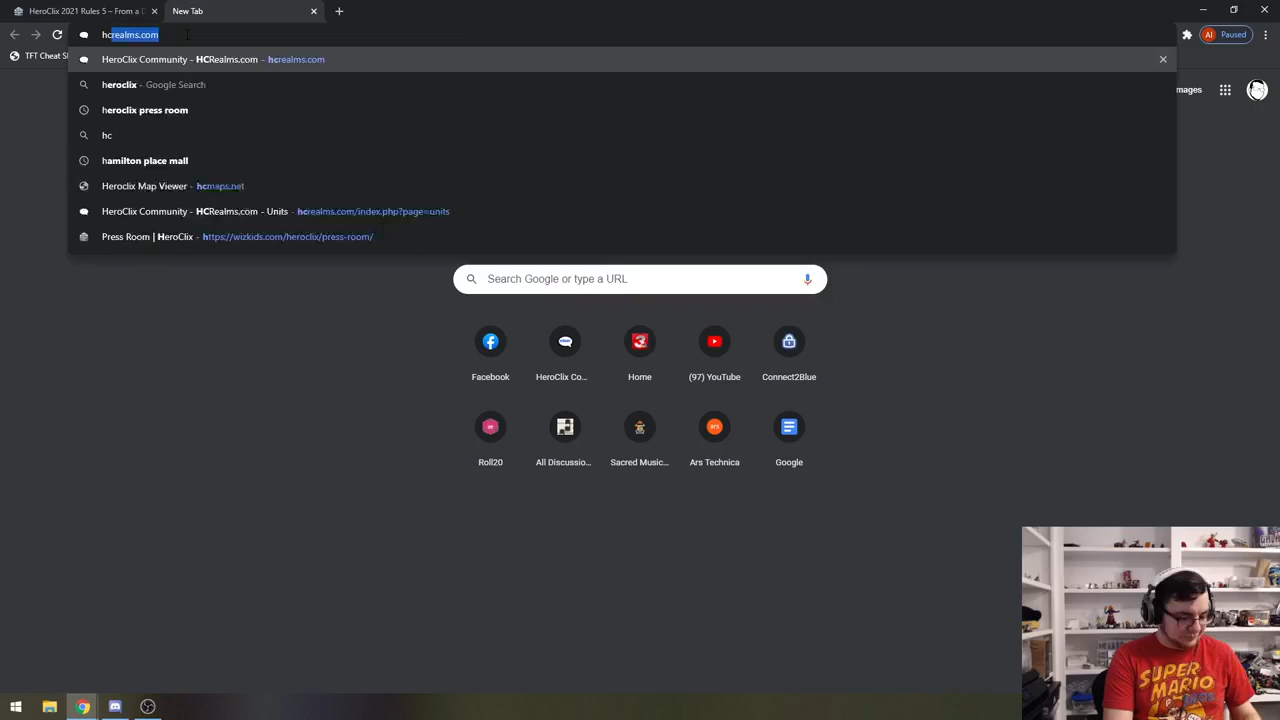 HeroClix 2021 Rules 5 – From a D
New Tab
hcrealms.com
Paused
TFT Cheat S
HeroClix Community - HCRealms.com - hcrealms.com
heroclix - Google Search
heroclix press room
hc
hamilton place mall
Heroclix Map Viewer - hcmaps.net
HeroClix Community - HCRealms.com - Units - hcrealms.com/index.php?page=units
Press Room | HeroClix - https://wizkids.com/heroclix/press-room/
mages
Search Google or type a URL
Facebook
HeroClix Co...
Home
(97) YouTube
Connect2Blue
Roll20
All Discussio...
Sacred Music...
Ars Technica
Google
SUPER
MARIO
BROS